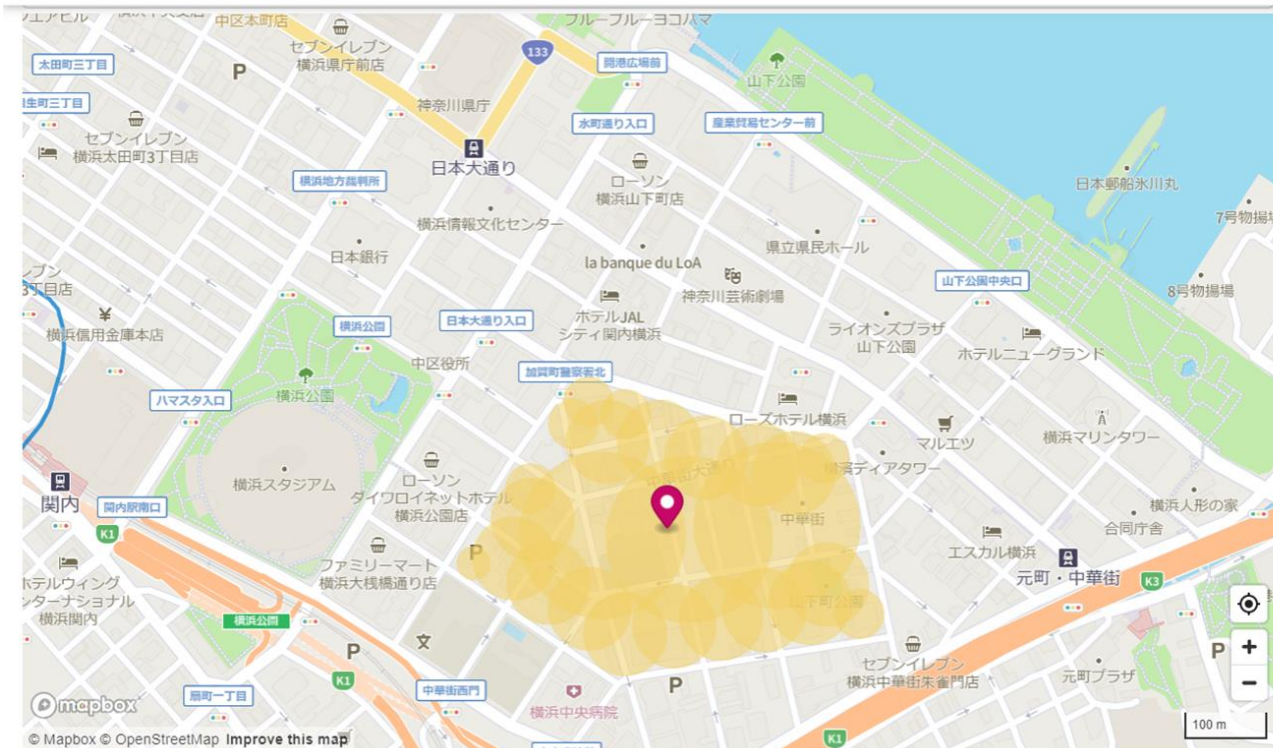 中区本町店
ブルーブルーヨコハマ
セブンイレブン
横浜県庁前店
133
開港広場前
太田町三丁目
P
山下公園
神奈川県庁
生町三丁目
水町通り入口
産業貿易センター前
セブンイレブン
横浜太田町3丁目店
日本大通り
ローソン
横浜山下町店
横浜地方裁判所
日本郵船氷川丸
7号物揚場
横浜情報文化センター
日本銀行
県立県民ホール
la banque du LoA
レブン
3丁目店
神奈川芸術劇場
山下公園中央口
8号物揚場
横浜信用金庫本店
横浜公園
日本大通り入口
ホテルJAL
シティ関内横浜
ライオンズプラザ
山下公園
ホテルニューグランド
中区役所
加賀町警察署北
横浜公園
ハマスタ入口
ローズホテル横浜
マルエツ
横浜マリンタワー
中華街大通り
横濱ディアタワー
横浜スタジアム
ローソン
ダイワロイネットホテル
横浜公園店
関内
関内駅南口
K1
中華街
横浜人形の家
合同庁舎
P
エスカル横浜
ファミリーマート
横浜大桟橋通り店
元町・中華街
K3
ホテルウィング
ンターナショナル
横浜関内
山下町公園
横浜公園
文
P
セブンイレブン
横浜中華街朱雀門店
P
元町プラザ
K1
P
扇町一丁目
中華街西門
横浜中央病院
mapbox
100 m
K1
© Mapbox © OpenStreetMap Improve this map